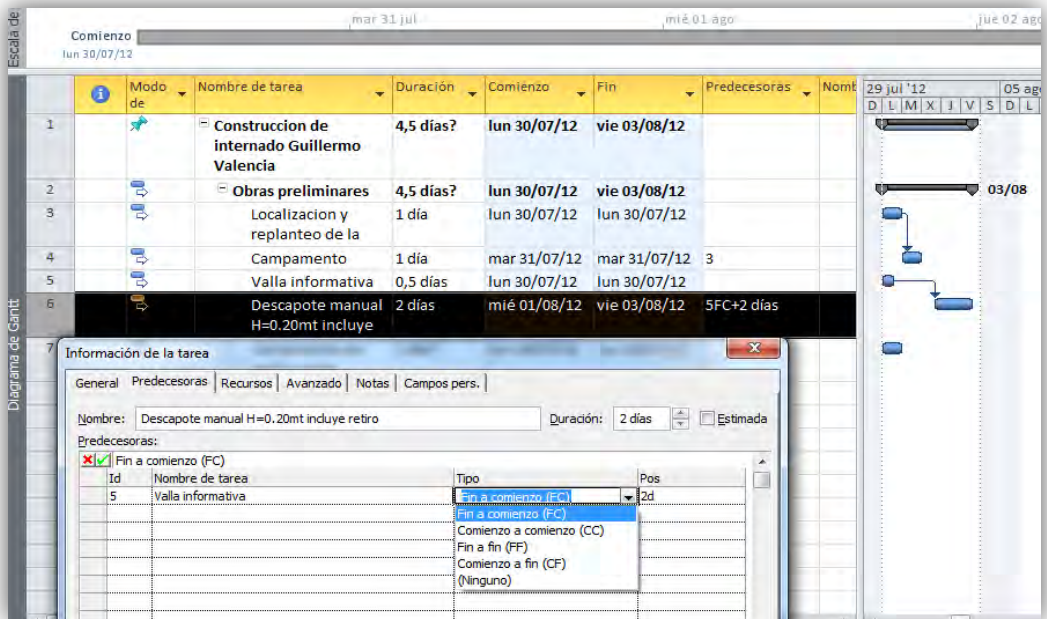 Escala de
mar 31 jul mié 01 ago jue 02 ago
Comienzo
lun 30/07/12
Modo de Nombre de tarea Duración Comienzo Fin Predecesoras Nomb 29 jul '12 05 ag
D L M X J V S D L
1 Construccion de internado Guillermo Valencia 4,5 días? lun 30/07/12 vie 03/08/12
2 Obras preliminares 4,5 días? lun 30/07/12 vie 03/08/12 03/08
3 Localizacion y replanteo de la 1 día lun 30/07/12 lun 30/07/12
4 Campamento 1 día mar 31/07/12 mar 31/07/12 3
5 Valla informativa 0,5 días lun 30/07/12 lun 30/07/12
6 Descapote manual H=0.20mt incluye 2 días mié 01/08/12 vie 03/08/12 5FC+2 días
7
Diagrama de Gantt
Información de la tarea
General Predecesoras Recursos Avanzado Notas Campos pers.
Nombre: Descapote manual H=0.20mt incluye retiro Duración: 2 días Estimada
Predecesoras:
Fin a comienzo (FC)
Id Nombre de tarea Tipo Pos
5 Valla informativa Fin a comienzo (FC) 2d
Fin a comienzo (FC)
Comienzo a comienzo (CC)
Fin a fin (FF)
Comienzo a fin (CF)
(Ninguno)